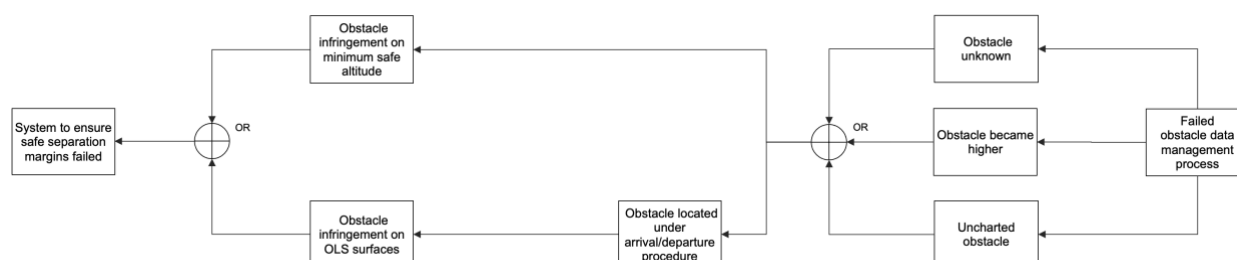 Obstacle
infringement on
minimum safe
altitude
Obstacle
unknown
System to ensure
safe separation
margins failed
OR
OR
Obstacle became
higher
Failed
obstacle data
management
process
Obstacle
infringement on
OLS surfaces
Obstacle located
under
arrival/departure
procedure
Uncharted
obstacle